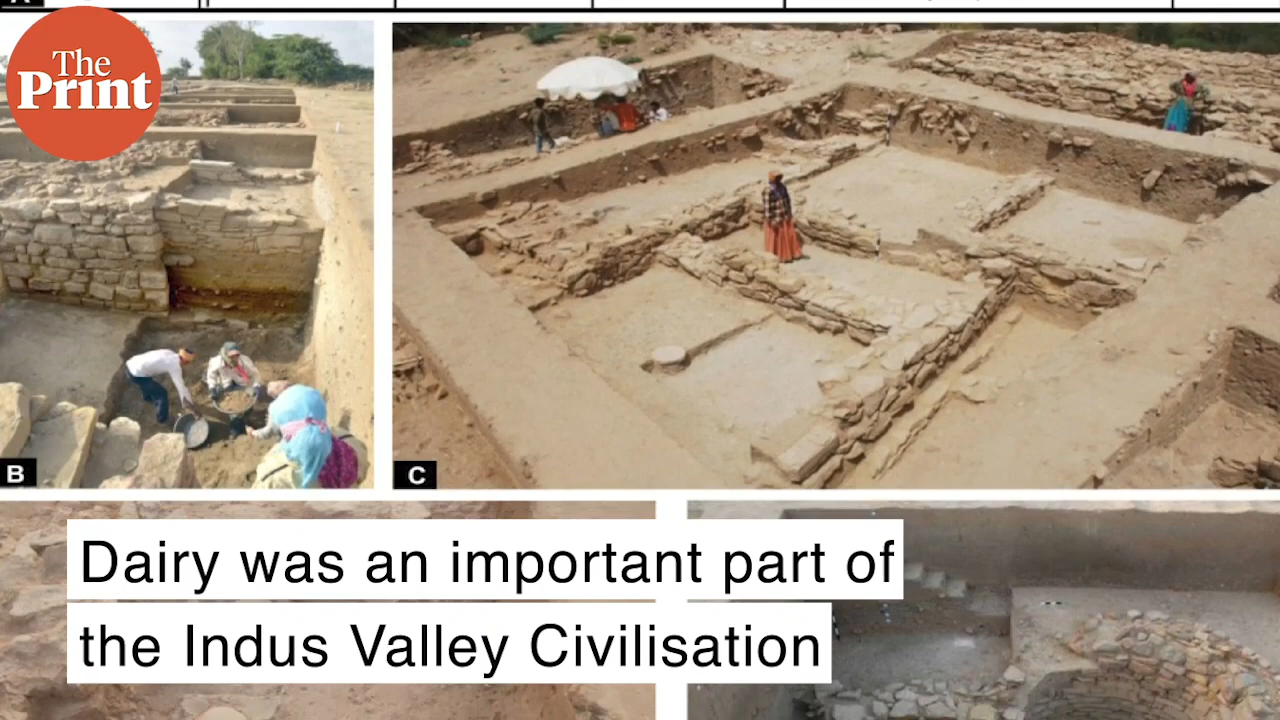 The
Print
B
C
Dairy was an important part of
the Indus Valley Civilisation